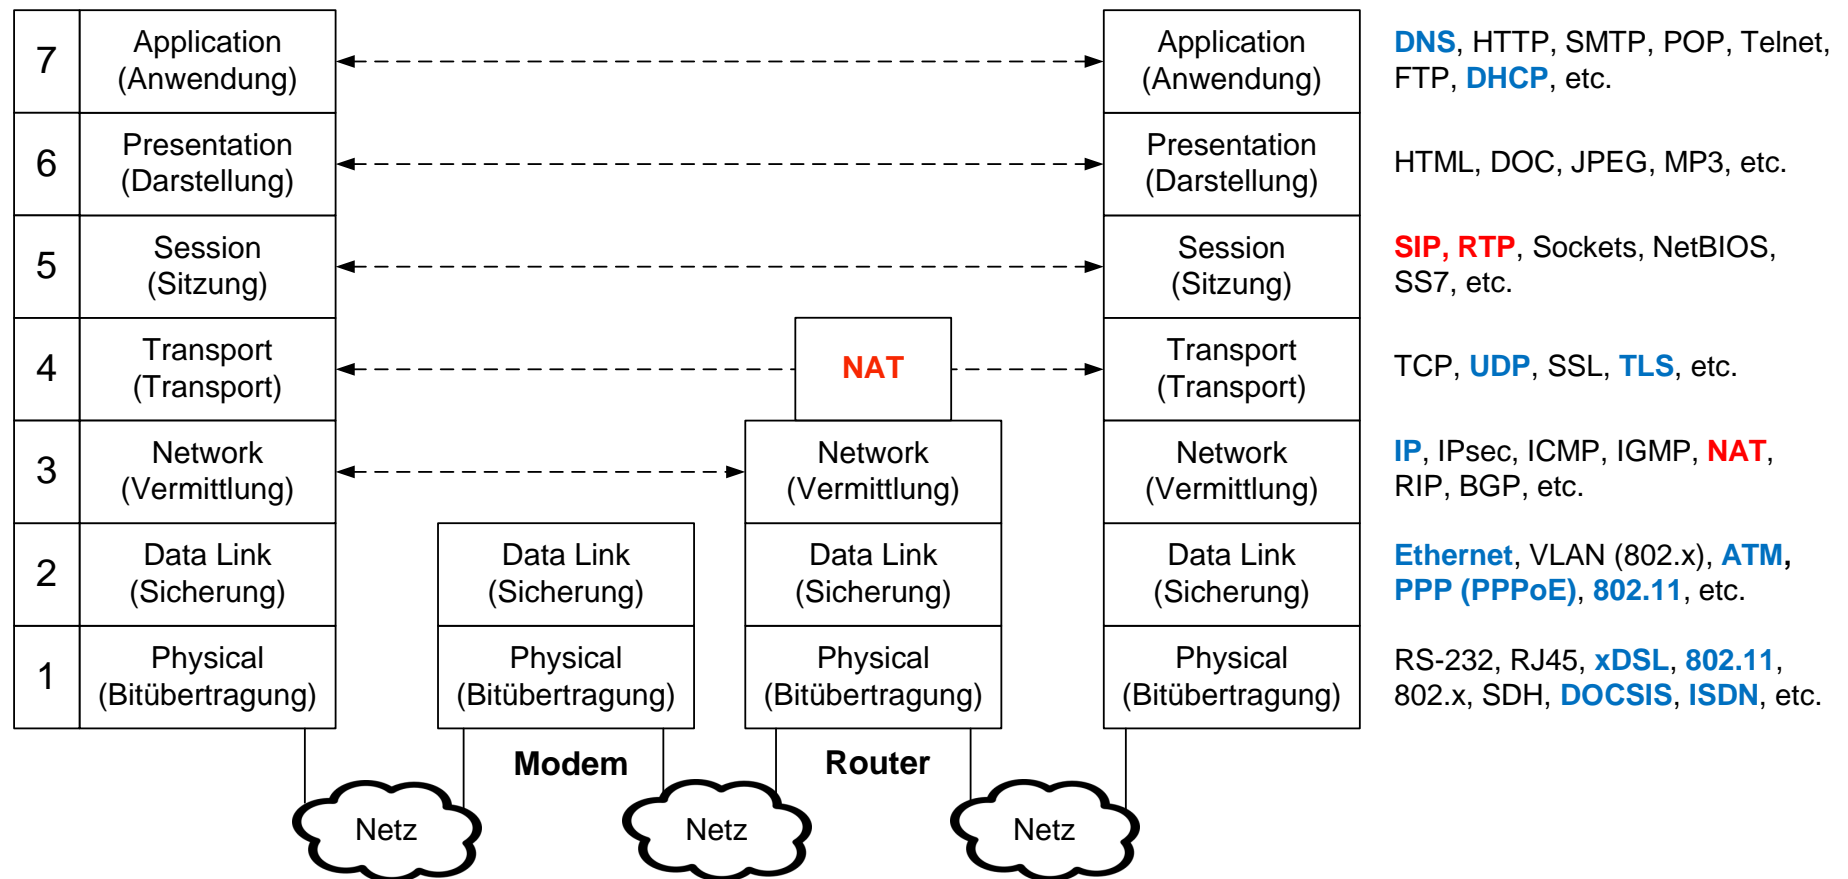 7
Application
(Anwendung)
Application
(Anwendung)
DNS, HTTP, SMTP, POP, Telnet,
FTP, DHCP, etc.
6
Presentation
(Darstellung)
Presentation
(Darstellung)
HTML, DOC, JPEG, MP3, etc.
5
Session
(Sitzung)
Session
(Sitzung)
SIP, RTP, Sockets, NetBIOS,
SS7, etc.
4
Transport
(Transport)
NAT
Transport
(Transport)
TCP, UDP, SSL, TLS, etc.
3
Network
(Vermittlung)
Network
(Vermittlung)
Network
(Vermittlung)
IP, IPsec, ICMP, IGMP, NAT,
RIP, BGP, etc.
2
Data Link
(Sicherung)
Data Link
(Sicherung)
Data Link
(Sicherung)
Data Link
(Sicherung)
Ethernet, VLAN (802.x), ATM,
PPP (PPPoE), 802.11, etc.
1
Physical
(Bitübertragung)
Physical
(Bitübertragung)
Physical
(Bitübertragung)
Physical
(Bitübertragung)
RS-232, RJ45, xDSL, 802.11,
802.x, SDH, DOCSIS, ISDN, etc.
Modem
Router
Netz
Netz
Netz